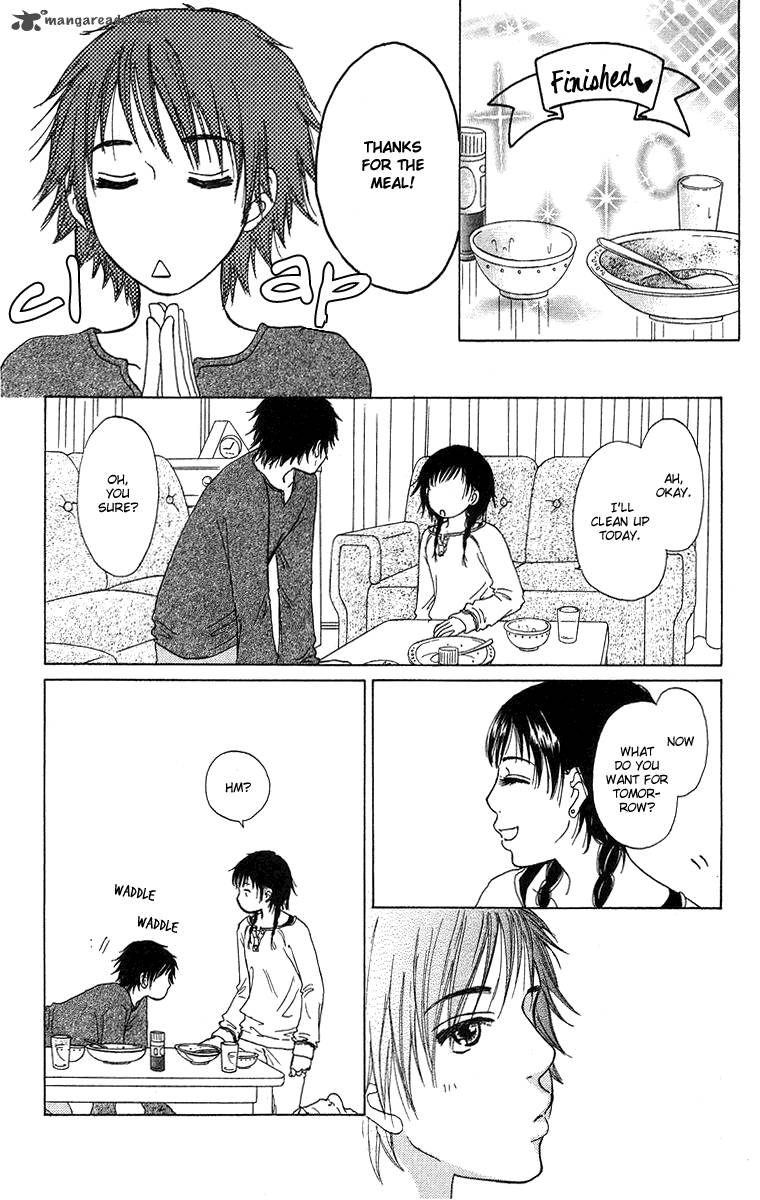 mangareader.net
Finished
THANKS
FOR THE
MEAL!
clap
AH,
OKAY.
I'LL
CLEAN UP
TODAY.
OH,
YOU
SURE?
NOW
WHAT
DO YOU
WANT FOR
TOMOR-
ROW?
HM?
WADDLE
WADDLE